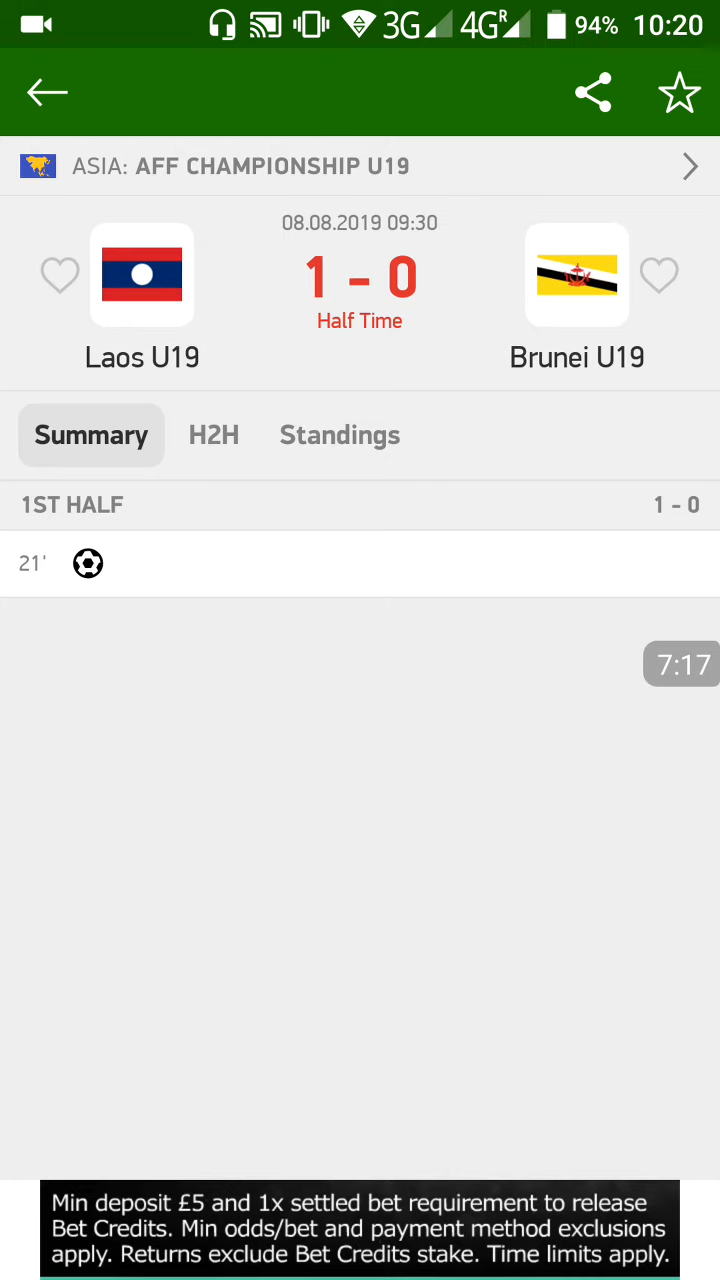 3G 4G R 94% 10:20
ASIA: AFF CHAMPIONSHIP U19
08.08.2019 09:30
1 - 0
Half Time
Laos U19 Brunei U19
Summary H2H Standings
1ST HALF 1 - 0
21'
7:17
Min deposit £5 and 1x settled bet requirement to release
Bet Credits. Min odds/bet and payment method exclusions
apply. Returns exclude Bet Credits stake. Time limits apply.